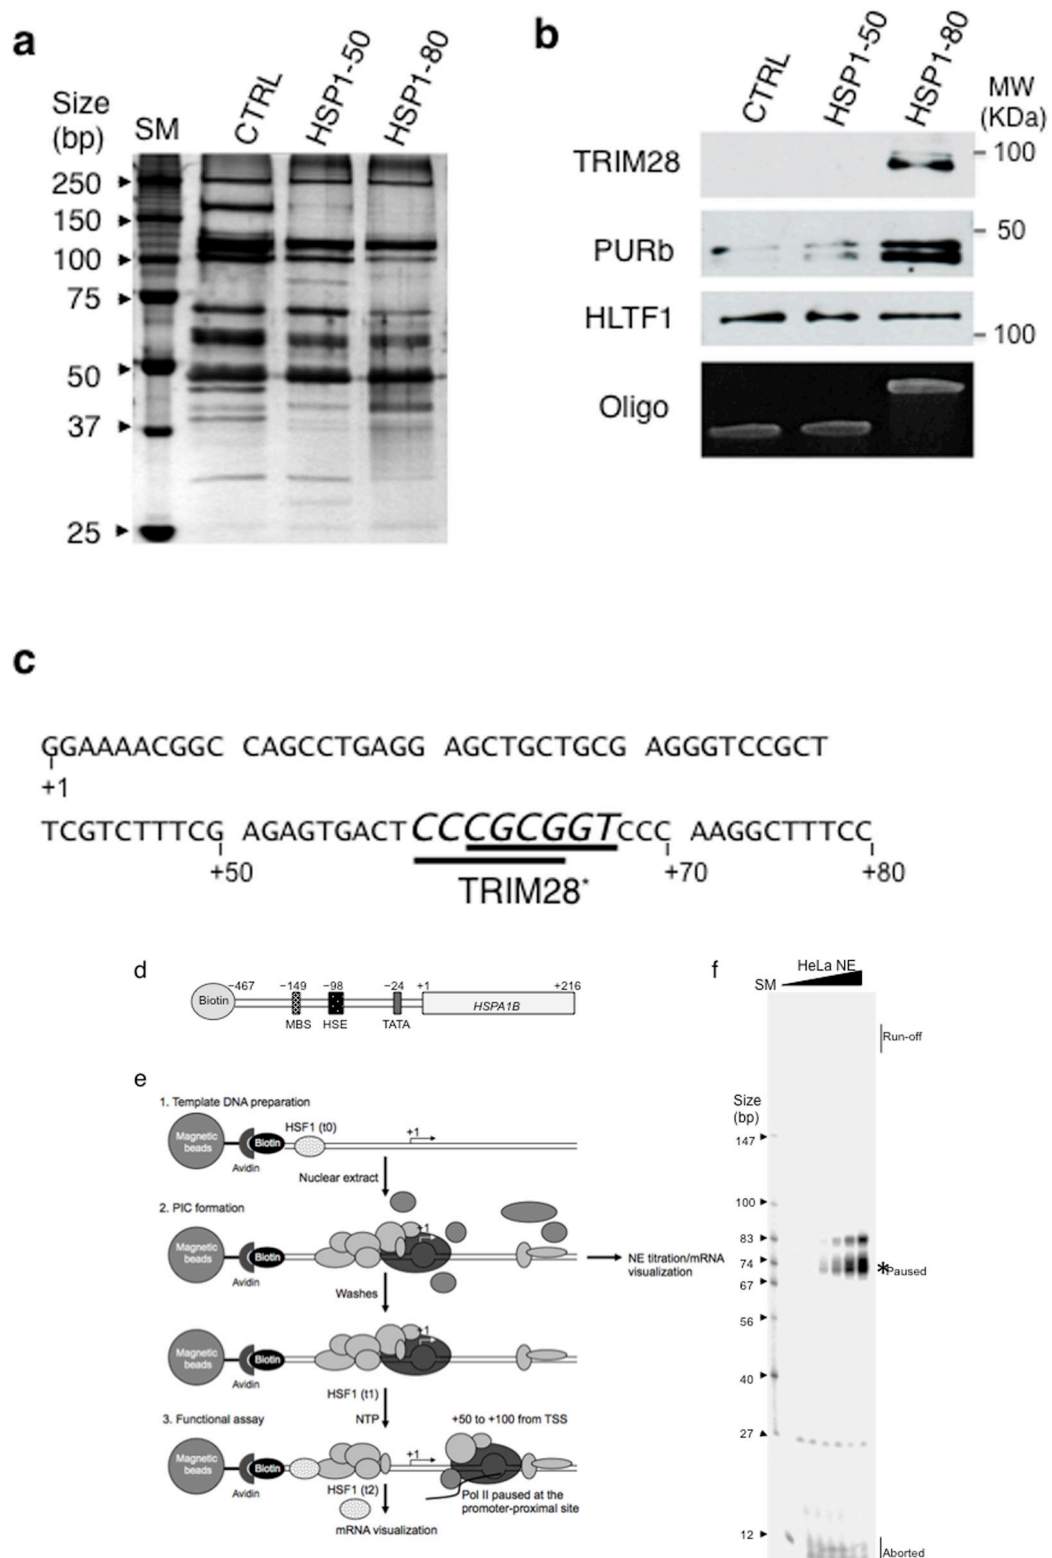 a
Size
(bp)
SM
CTRL
HSP1-50
HSP1-80
250
150
100
75
50
37
25
b
CTRL
HSP1-50
HSP1-80
MW
(KDa)
TRIM28
100
PURb
50
HLTF1
100
Oligo
c
GGAAAACGGC CAGCCTGAGG AGCTGCTGCG AGGGTCCGCT
+1
TCGTCTTTCG AGAGTGACTCCCGCGGTCCC AAGGCTTTCC
+50 +70 +80
TRIM28*
d
Biotin
−467 −149 −98 −24 +1 +216
HSPA1B
MBS HSE TATA
e
1. Template DNA preparation
Magnetic
beads
Avidin
Biotin
HSF1 (t0)
+1
Nuclear extract
2. PIC formation
Magnetic
beads
Avidin
Biotin
+1
NE titration/mRNA
visualization
Washes
Magnetic
beads
Avidin
Biotin
+1
HSF1 (t1)
NTP
3. Functional assay
+50 to +100 from TSS
Magnetic
beads
Avidin
Biotin
+1
HSF1 (t2)
Pol II paused at the
promoter-proximal site
mRNA visualization
f
HeLa NE
SM
Run-off
Size
(bp)
147
100
83
74
*Paused
67
56
40
27
12
Aborted